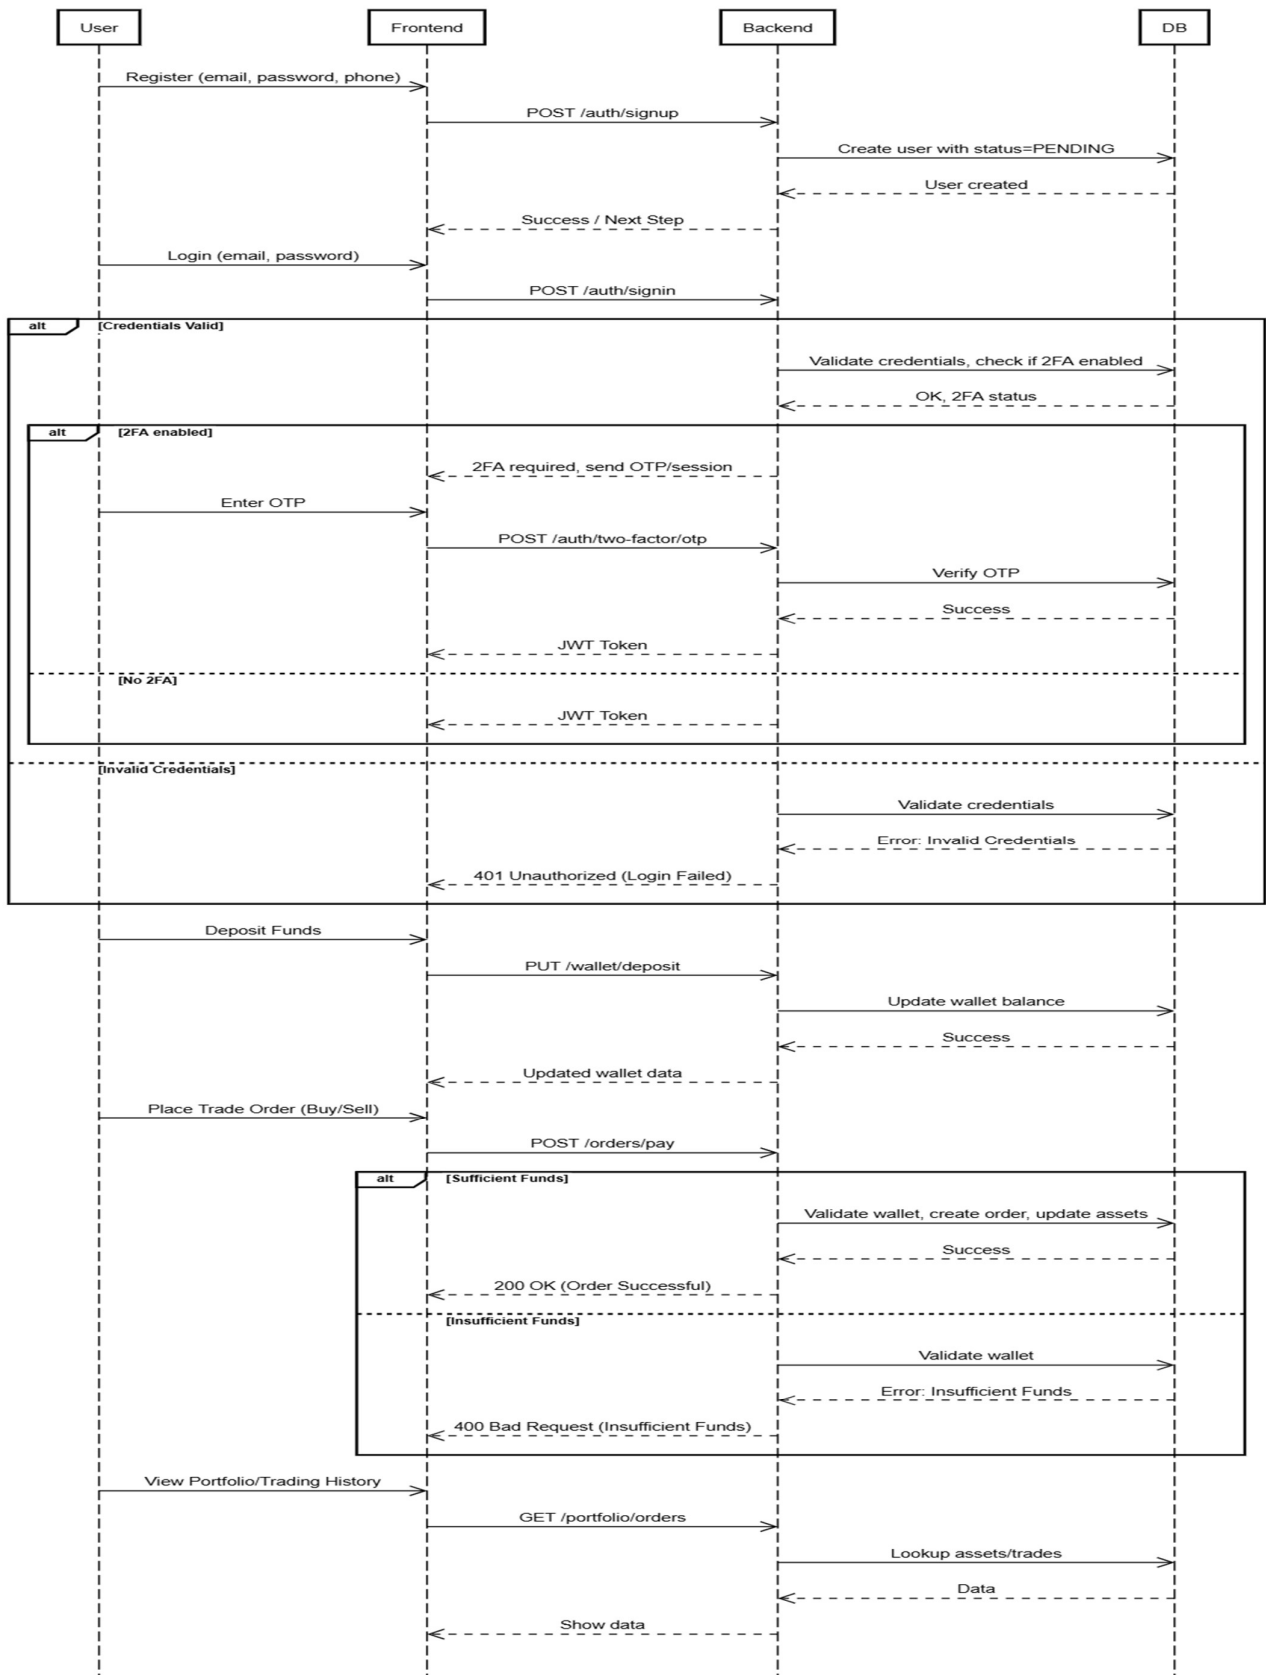 User
Frontend
Backend
DB
Register (email, password, phone)
POST /auth/signup
Create user with status=PENDING
User created
Success / Next Step
Login (email, password)
POST /auth/signin
alt
[Credentials Valid]
Validate credentials, check if 2FA enabled
OK, 2FA status
alt
[2FA enabled]
2FA required, send OTP/session
Enter OTP
POST /auth/two-factor/otp
Verify OTP
Success
JWT Token
[No 2FA]
JWT Token
[Invalid Credentials]
Validate credentials
Error: Invalid Credentials
401 Unauthorized (Login Failed)
Deposit Funds
PUT /wallet/deposit
Update wallet balance
Success
Updated wallet data
Place Trade Order (Buy/Sell)
POST /orders/pay
alt
[Sufficient Funds]
Validate wallet, create order, update assets
Success
200 OK (Order Successful)
[Insufficient Funds]
Validate wallet
Error: Insufficient Funds
400 Bad Request (Insufficient Funds)
View Portfolio/Trading History
GET /portfolio/orders
Lookup assets/trades
Data
Show data